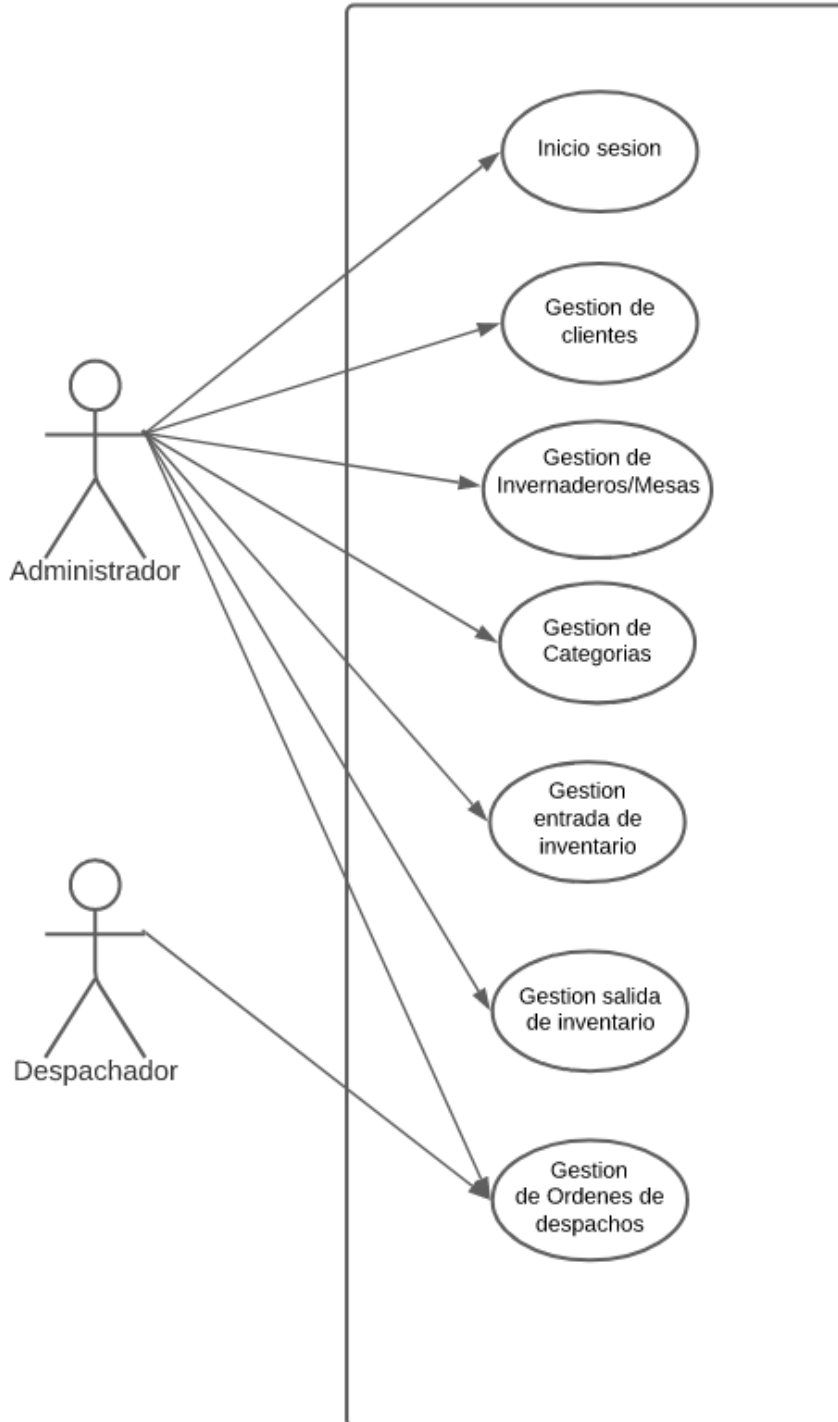 Inicio sesion
Gestion de
clientes
Gestion de
Invernaderos/Mesas
Administrador
Gestion de
Categorias
Gestion
entrada de
inventario
Gestion salida
de inventario
Despachador
Gestion
de Ordenes de
despachos